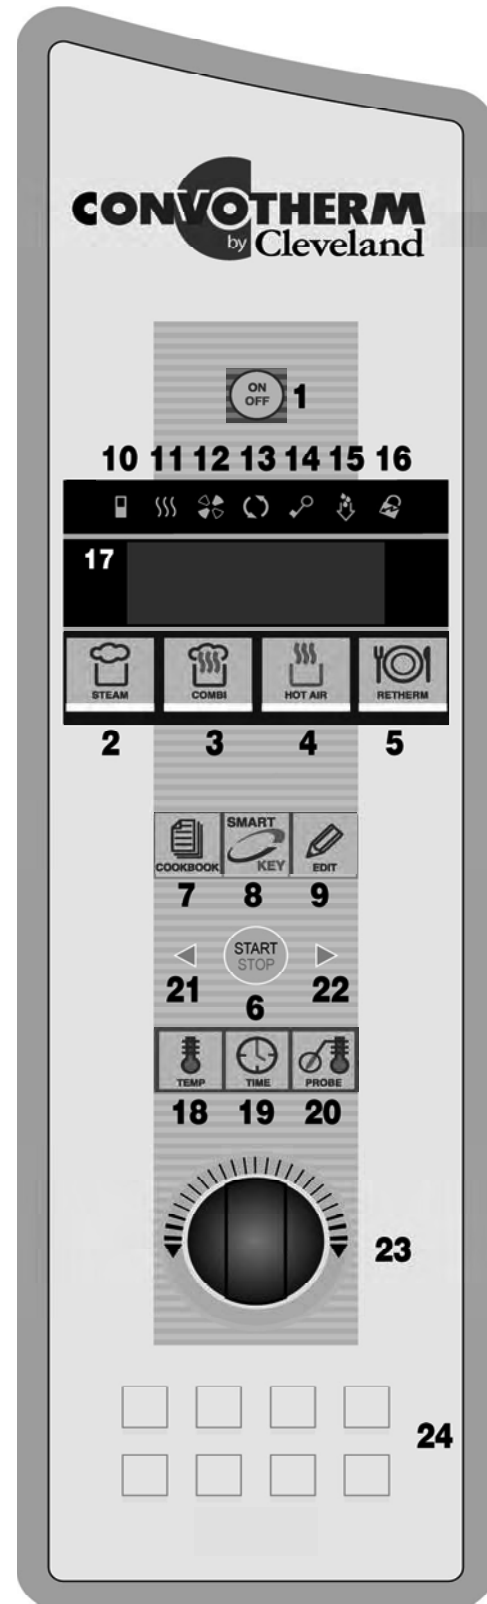 CONVOTHERM
by Cleveland
ON
OFF
1
10 11 12 13 14 15 16
17
STEAM COMBI HOT AIR RETHERM
2 3 4 5
SMART
COOKBOOK KEY EDIT
7 8 9
START
STOP
21 22
6
TEMP TIME PROBE
18 19 20
23
24